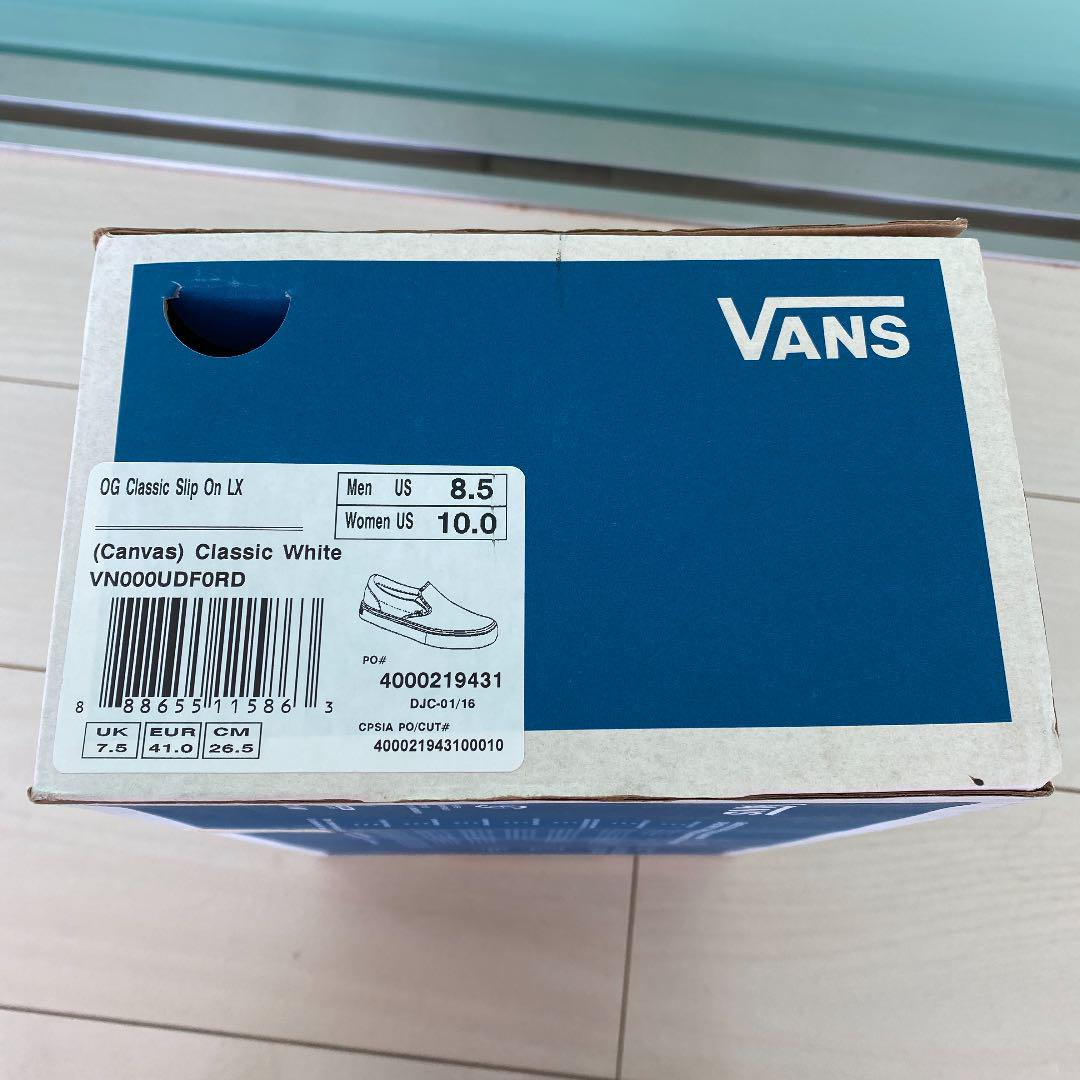 VANS
OG Classic Slip On LX
Men US 8.5
Women US 10.0
(Canvas) Classic White
VN000UDF0RD
8 88655 11586 3
PO#
4000219431
DJC-01/16
CPSIA PO/CUT#
400021943100010
UK EUR CM
7.5 41.0 26.5
VANS